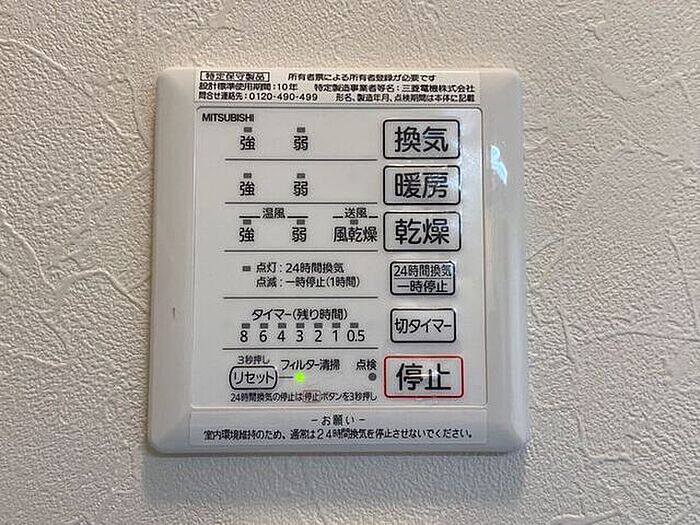 特定保守製品 所有者票による所有者登録が必要です
設計標準使用期間:10年 特定製造事業者等名:三菱電機株式会社
問合せ連絡先:0120-490-499 形名、製造年月、点検期間は本体に記載
MITSUBISHI
強 弱 換気
強 弱 暖房
温風 送風
強 弱 風乾燥 乾燥
点灯:24時間換気
点滅:一時停止(1時間)
24時間換気
一時停止
タイマー(残り時間)
8 6 4 3 2 1 0.5
切タイマー
3秒押し
リセット フィルター清掃 点検
停止
24時間換気の停止は停止ボタンを3秒押し
-お願い-
室内環境維持のため、通常は24時間換気を停止させないでください。